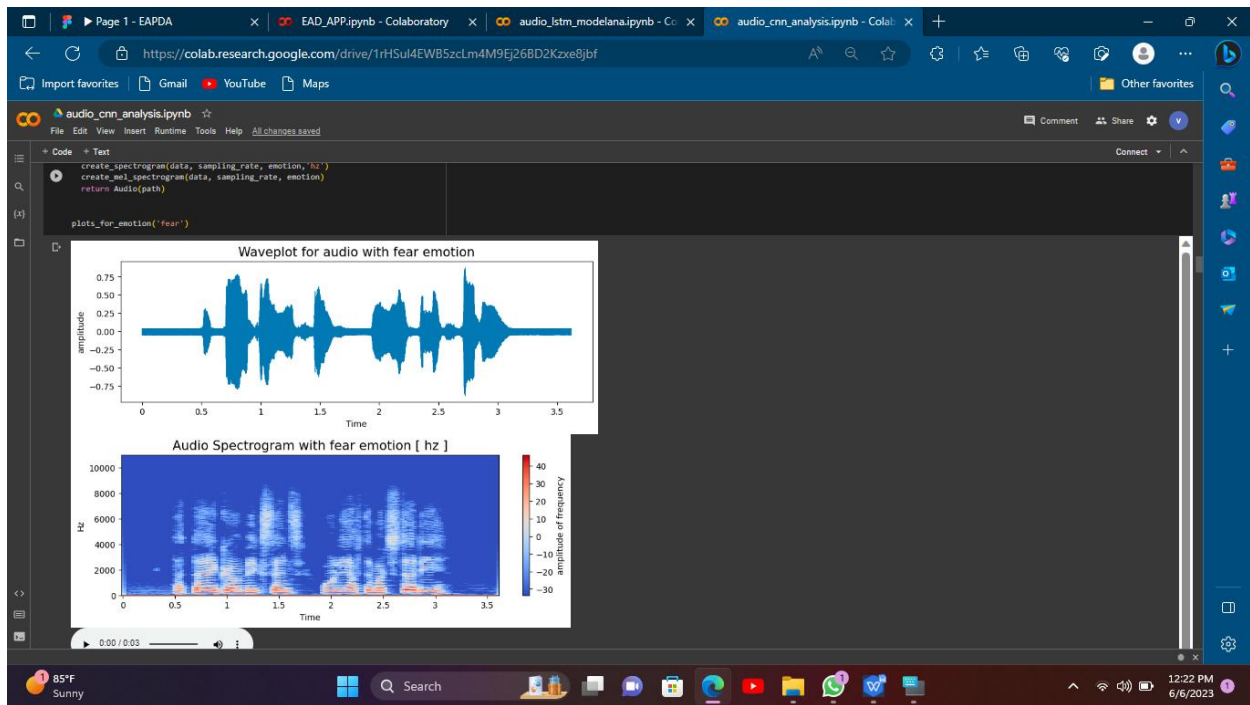 Page 1 - EAPDA
EAD_APP.ipynb - Colaboratory
audio_lstm_modelana.ipynb - Co
audio_cnn_analysis.ipynb - Colab
https://colab.research.google.com/drive/1rHSul4EWB5zcLm4M9Ej26BD2Kzxe8jbf
Import favorites
Gmail
YouTube
Maps
Other favorites
audio_cnn_analysis.ipynb
File Edit View Insert Runtime Tools Help All changes saved
Comment
Share
V
+ Code + Text
Connect
create_spectrogram(data, sampling_rate, emotion,'hz')
create_mel_spectrogram(data, sampling_rate, emotion)
return Audio(path)
plots_for_emotion('fear')
{x}
Waveplot for audio with fear emotion
amplitude
0.75
0.50
0.25
0.00
−0.25
−0.50
−0.75
0 0.5 1 1.5 2 2.5 3 3.5
Time
Audio Spectrogram with fear emotion [ hz ]
Hz
10000
8000
6000
4000
2000
0
0 0.5 1 1.5 2 2.5 3 3.5
Time
40
30
20
10
0
−10
−20
−30
amplitude of frequency
0:00 / 0:03
1
85°F
Sunny
Search
12:22 PM
6/6/2023
1